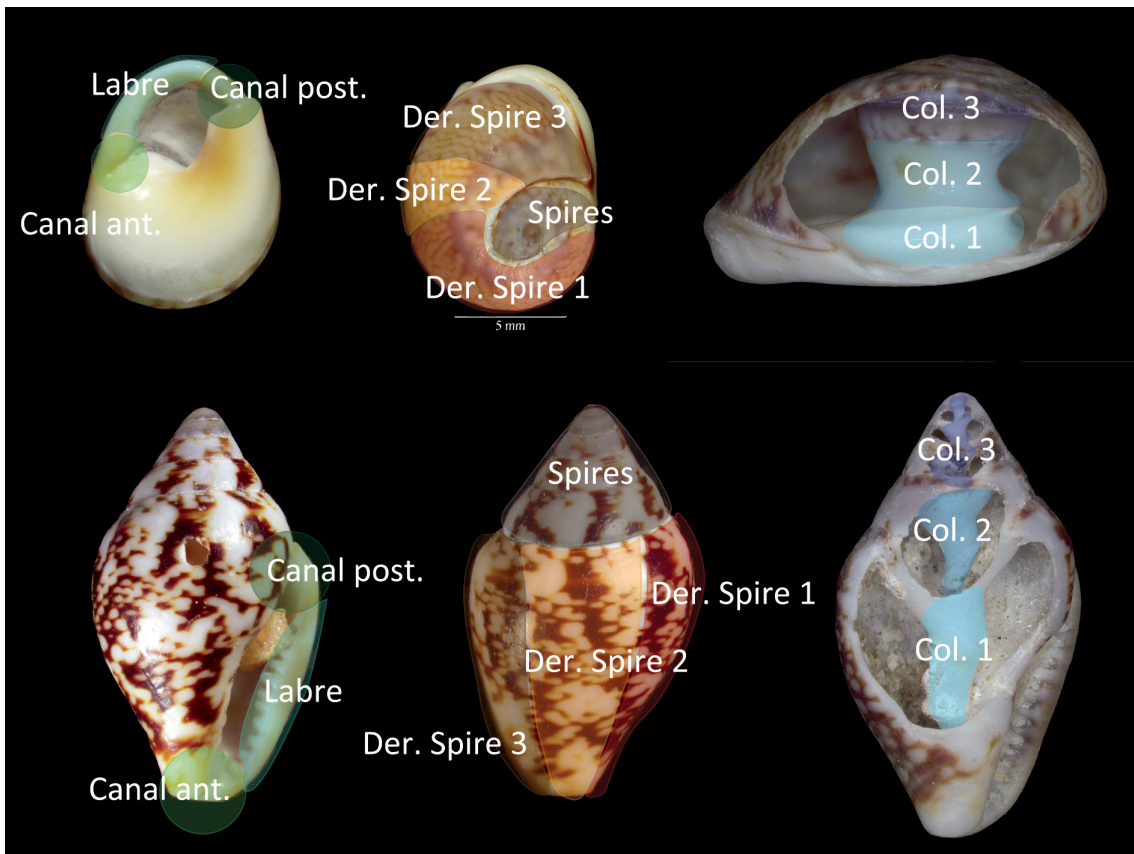 Labre
Canal post.
Canal ant.
Der. Spire 3
Der. Spire 2
Spires
Der. Spire 1
5 mm
Col. 3
Col. 2
Col. 1
Canal post.
Labre
Canal ant.
Spires
Der. Spire 1
Der. Spire 2
Der. Spire 3
Col. 3
Col. 2
Col. 1